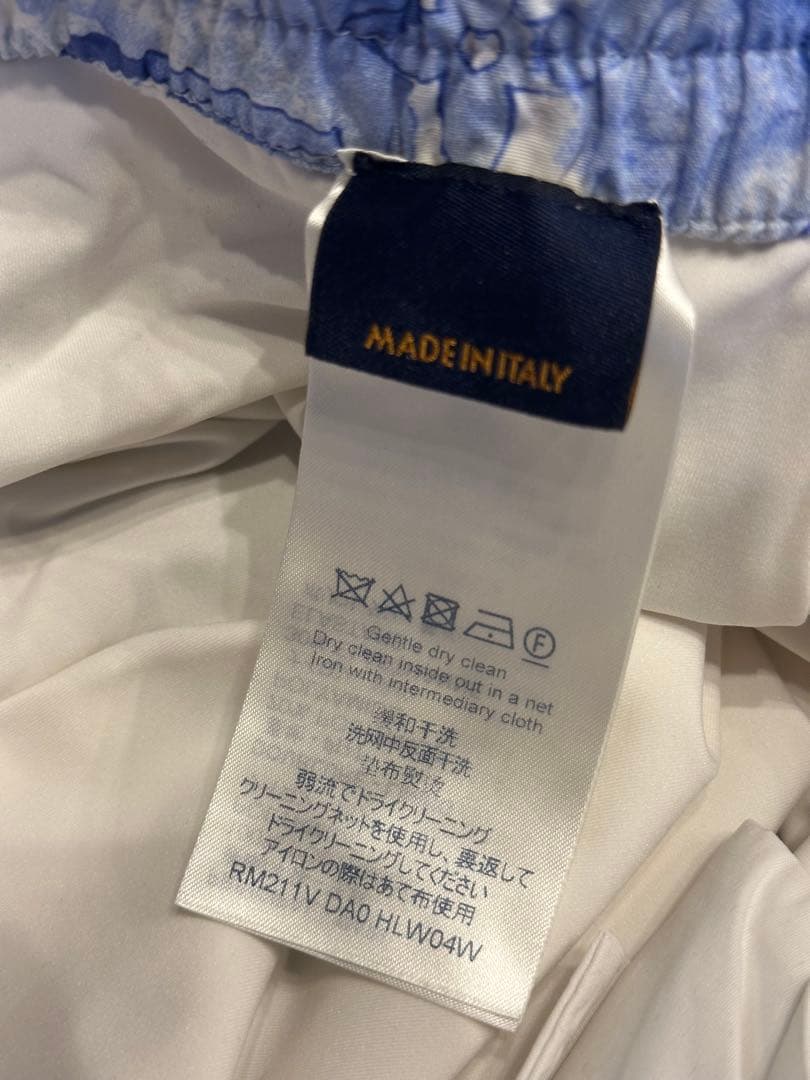 MADE IN ITALY
F
Gentle dry clean
Dry clean inside out in a net
Iron with intermediary cloth
缓和干洗
洗网中反面干洗
垫布熨烫
弱流でドライクリーニング
クリーニングネットを使用し、裏返して
ドライクリーニングしてください
アイロンの際はあて布使用
RM211V DA0 HLW04W